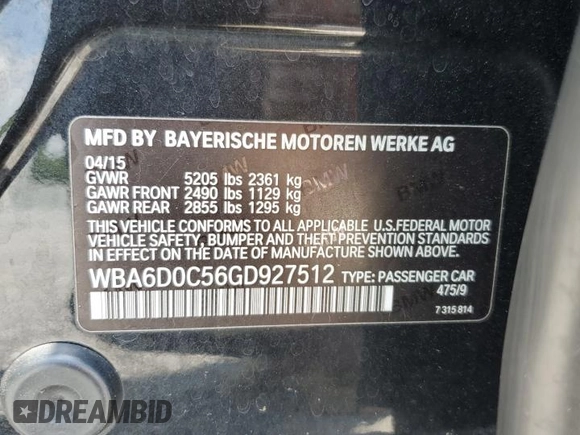 MFD BY BAYERISCHE MOTOREN WERKE AG
04/15
GVWR 5205 lbs 2361 kg
GAWR FRONT 2490 lbs 1129 kg
GAWR REAR 2855 lbs 1295 kg
THIS VEHICLE CONFORMS TO ALL APPLICABLE U.S.FEDERAL MOTOR
VEHICLE SAFETY, BUMPER AND THEFT PREVENTION STANDARDS
IN EFFECT ON THE DATE OF MANUFACTURE SHOWN ABOVE.
WBA6D0C56GD927512 TYPE: PASSENGER CAR
475/9
7 315 814
DREAMBID